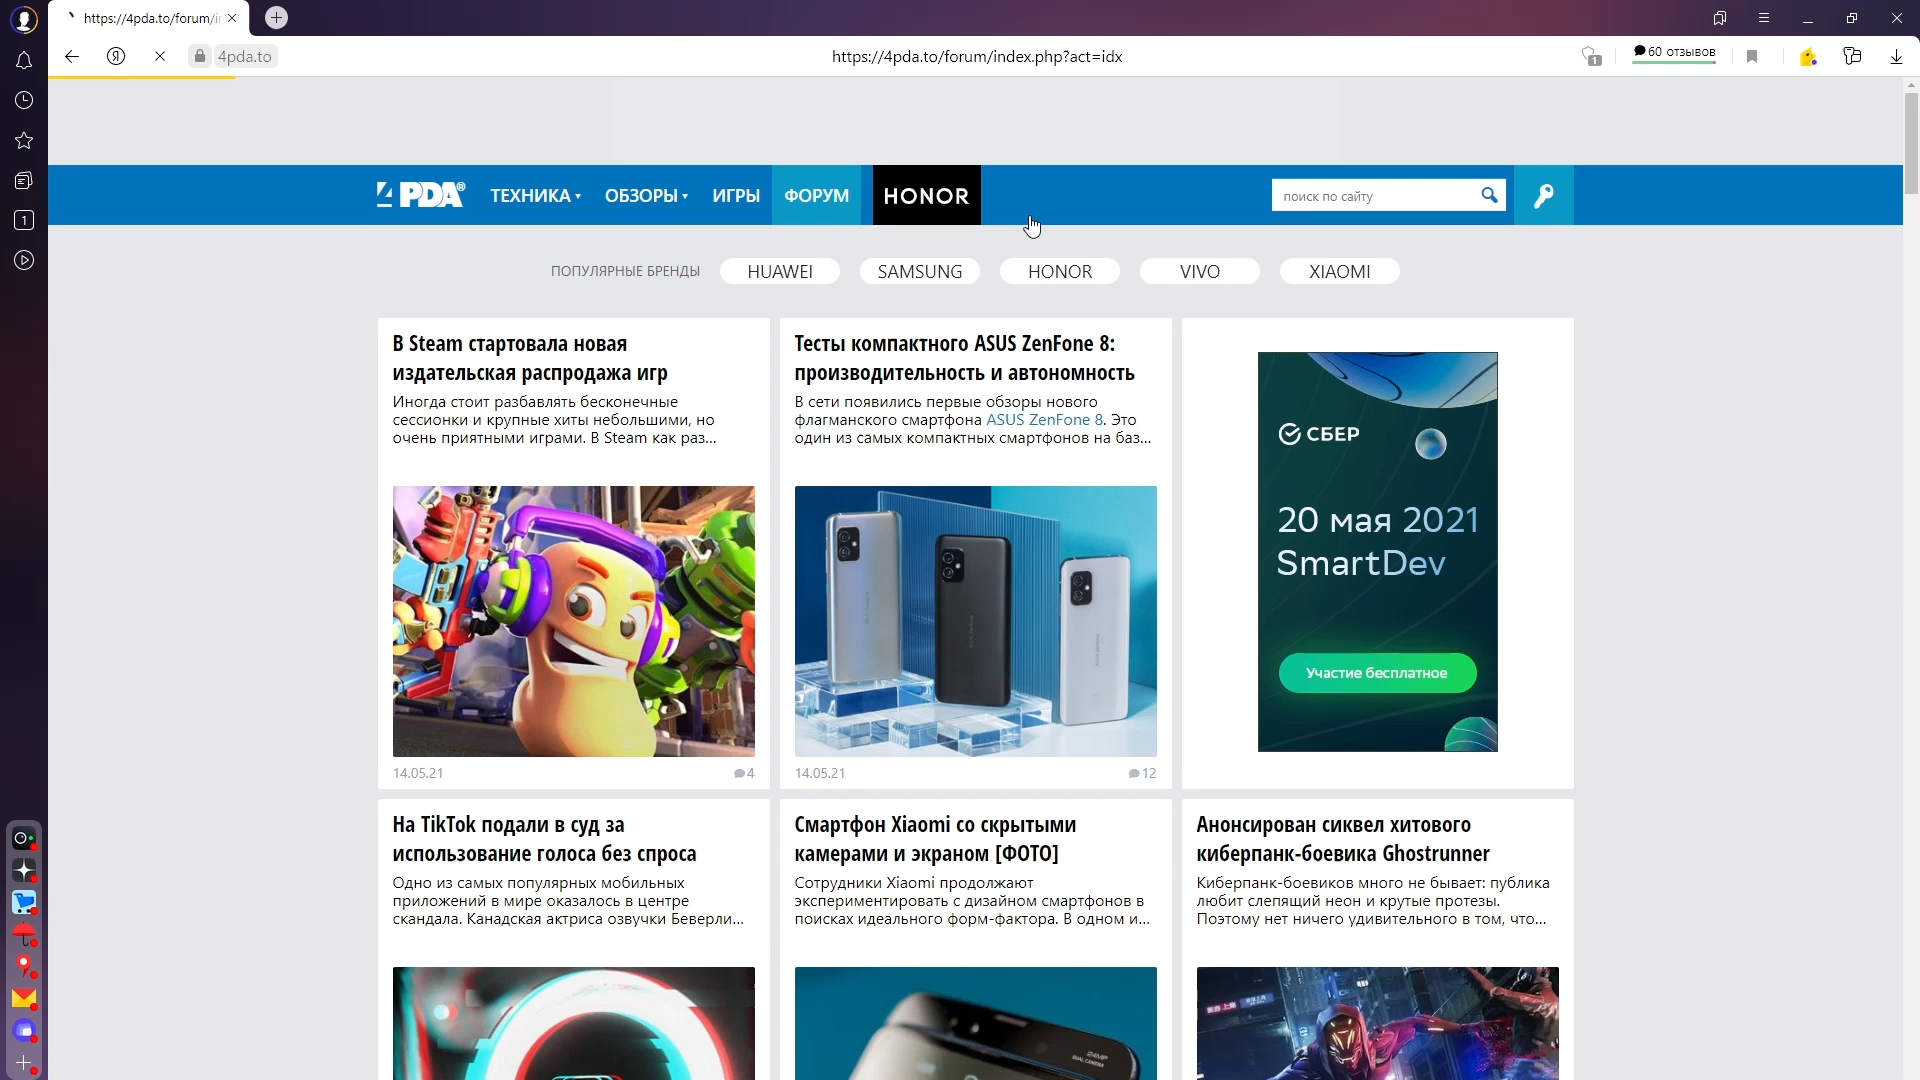 https://4pda.to/forum/ir
4pda.to
https://4pda.to/forum/index.php?act=idx
1
60 отзывов
1
4PDA®
ТЕХНИКА
ОБЗОРЫ
ИГРЫ
ФОРУМ
HONOR
поиск по сайту
ПОПУЛЯРНЫЕ БРЕНДЫ
HUAWEI
SAMSUNG
HONOR
VIVO
XIAOMI
В Steam стартовала новая
издательская распродажа игр
Иногда стоит разбавлять бесконечные
сессионки и крупные хиты небольшими, но
очень приятными играми. В Steam как раз...
14.05.21
4
Тесты компактного ASUS ZenFone 8:
производительность и автономность
В сети появились первые обзоры нового
флагманского смартфона ASUS ZenFone 8. Это
один из самых компактных смартфонов на баз...
14.05.21
12
СБЕР
20 мая 2021
SmartDev
Участие бесплатное
На TikTok подали в суд за
использование голоса без спроса
Одно из самых популярных мобильных
приложений в мире оказалось в центре
скандала. Канадская актриса озвучки Беверли...
Смартфон Xiaomi со скрытыми
камерами и экраном [ФОТО]
Сотрудники Xiaomi продолжают
экспериментировать с дизайном смартфонов в
поисках идеального форм-фактора. В одном и...
24MP
DUAL CAMERA
Анонсирован сиквел хитового
киберпанк-боевика Ghostrunner
Киберпанк-боевиков много не бывает: публика
любит слепящий неон и крутые протезы.
Поэтому нет ничего удивительного в том, что...